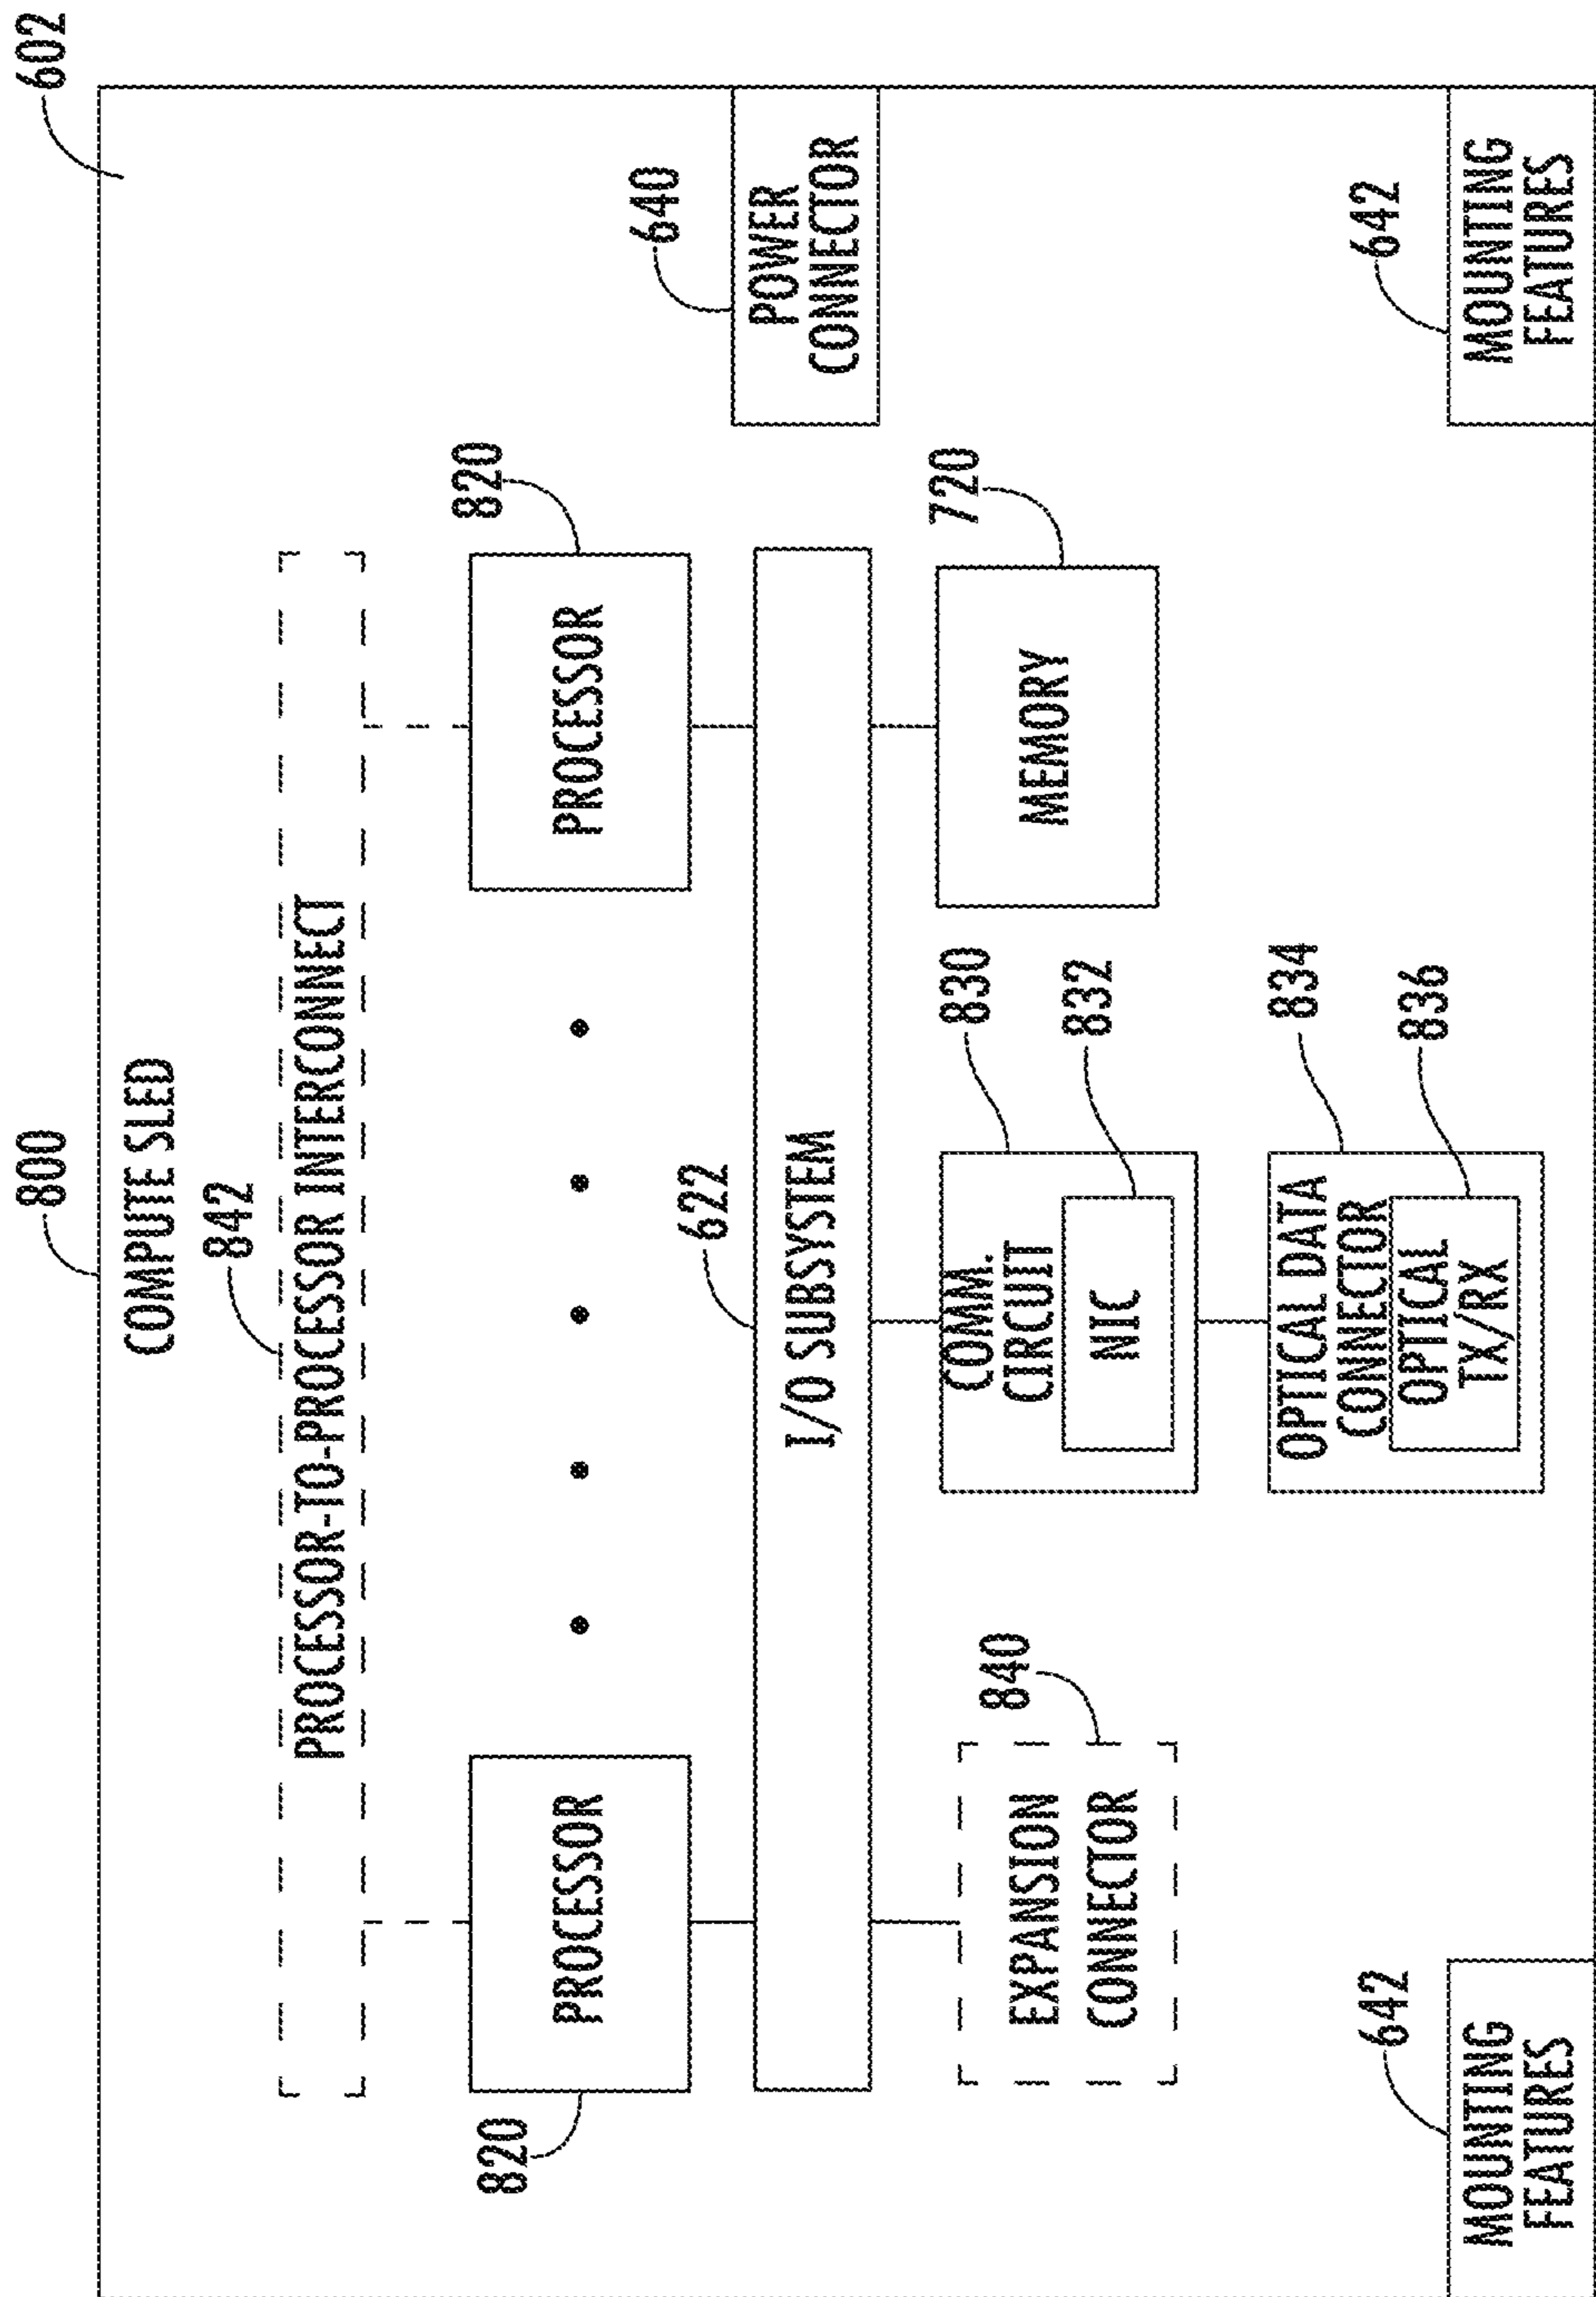 800
602
COMPUTE SLED
842
PROCESSOR-TO-PROCESSOR INTERCONNECT
820
PROCESSOR
820
PROCESSOR
640
POWER
CONNECTOR
622
I/O SUBSYSTEM
840
EXPANSION
CONNECTOR
830
COMM.
CIRCUIT
832
NIC
720
MEMORY
834
OPTICAL DATA
CONNECTOR
836
OPTICAL
TX/RX
642
MOUNTING
FEATURES
642
MOUNTING
FEATURES